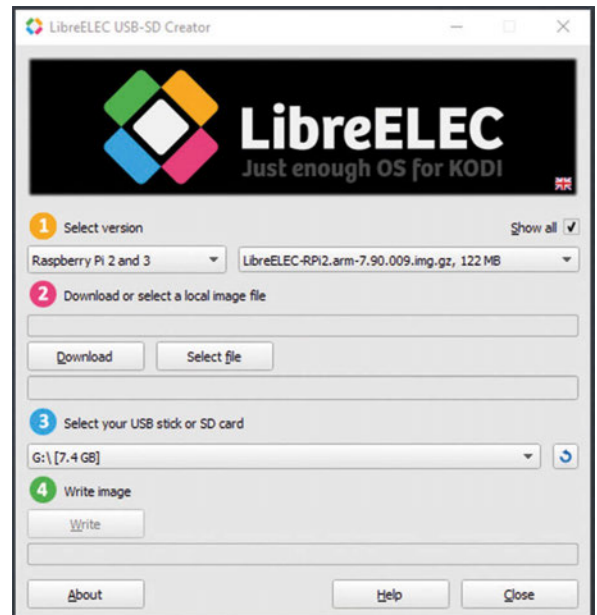 LibreELEC USB-SD Creator
LibreELEC
Just enough OS for KODI
1 Select version Show all
Raspberry Pi 2 and 3 LibreELEC-RPi2.arm-7.90.009.img.gz, 122 MB
2 Download or select a local image file
Download Select file
3 Select your USB stick or SD card
G:\ [7.4 GB]
4 Write image
Write
About Help Close